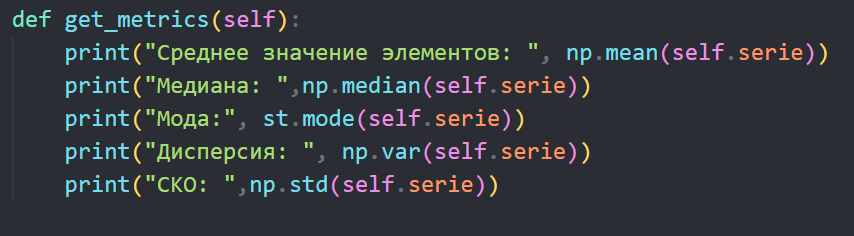 def get_metrics(self):
print("Среднее значение элементов: ", np.mean(self.serie))
print("Медиана: ",np.median(self.serie))
print("Мода:", st.mode(self.serie))
print("Дисперсия: ", np.var(self.serie))
print("СКО: ",np.std(self.serie))